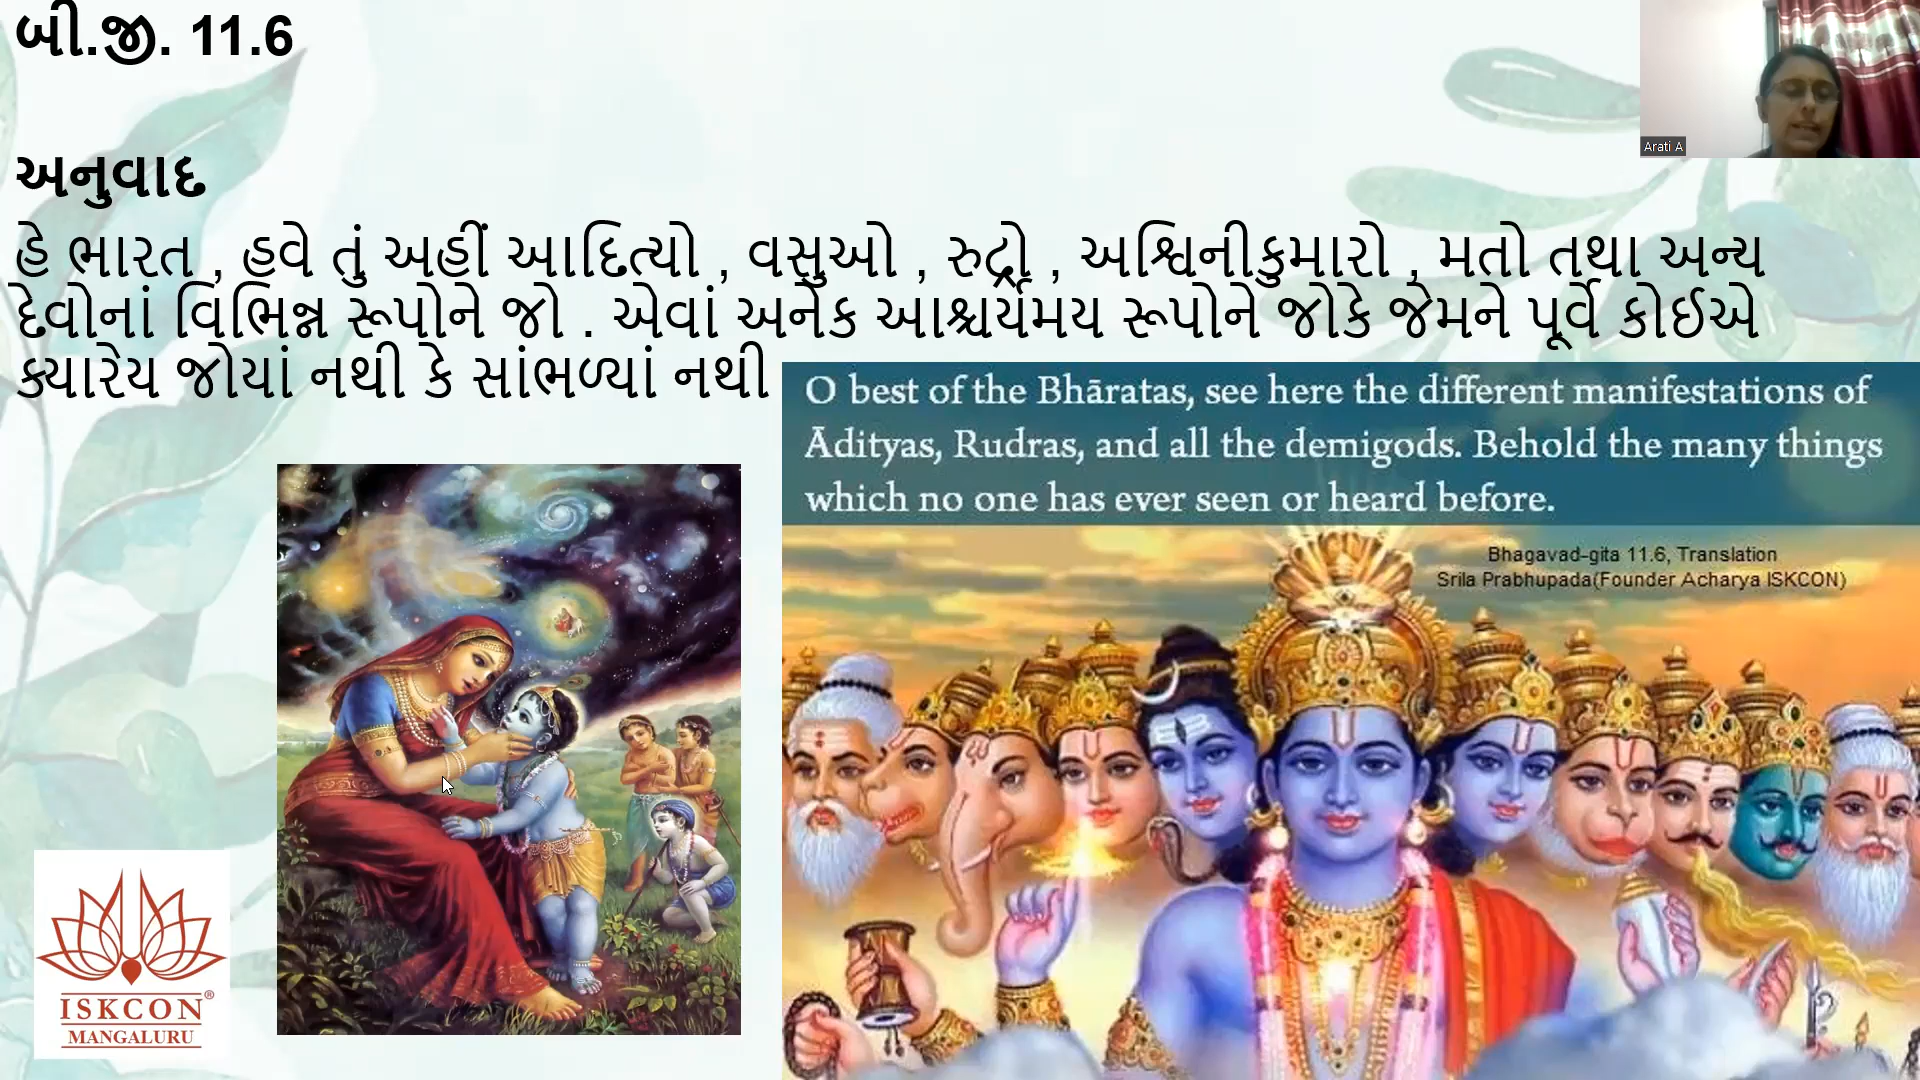 બી.જી. 11.6
Arati A
અનુવાદ
હે ભારત , હવે તું અહીં આદિત્યો , વસુઓ , રુદ્રો , અશ્વિનીકુમારો , મતો તથા અન્ય
દેવોનાં વિભિન્ન રૂપોને જો . એવાં અનેક આશ્ચર્યમય રૂપોને જોકે જેમને પૂર્વે કોઈએ
ક્યારેય જોયાં નથી કે સાંભળ્યાં નથી
O best of the Bhāratas, see here the different manifestations of
Ādityas, Rudras, and all the demigods. Behold the many things
which no one has ever seen or heard before.
Bhagavad-gita 11.6, Translation
Srila Prabhupada(Founder Acharya ISKCON)
ISKCON®
MANGALURU